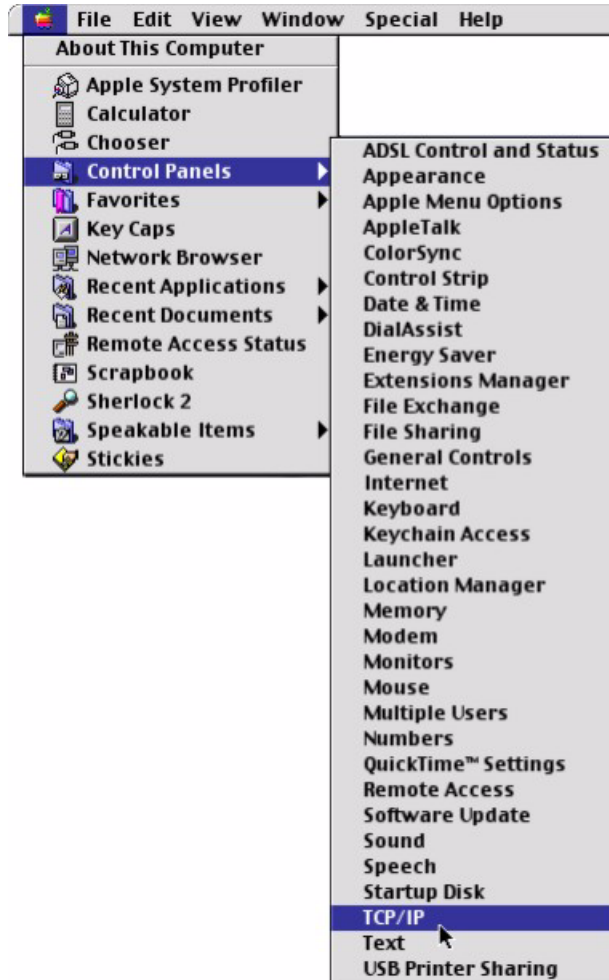 File Edit View Window Special Help
About This Computer
Apple System Profiler
Calculator
Chooser
Control Panels
Favorites
Key Caps
Network Browser
Recent Applications
Recent Documents
Remote Access Status
Scrapbook
Sherlock 2
Speakable Items
Stickies
ADSL Control and Status
Appearance
Apple Menu Options
AppleTalk
ColorSync
Control Strip
Date & Time
DialAssist
Energy Saver
Extensions Manager
File Exchange
File Sharing
General Controls
Internet
Keyboard
Keychain Access
Launcher
Location Manager
Memory
Modem
Monitors
Mouse
Multiple Users
Numbers
QuickTime™ Settings
Remote Access
Software Update
Sound
Speech
Startup Disk
TCP/IP
Text
USB Printer Sharing